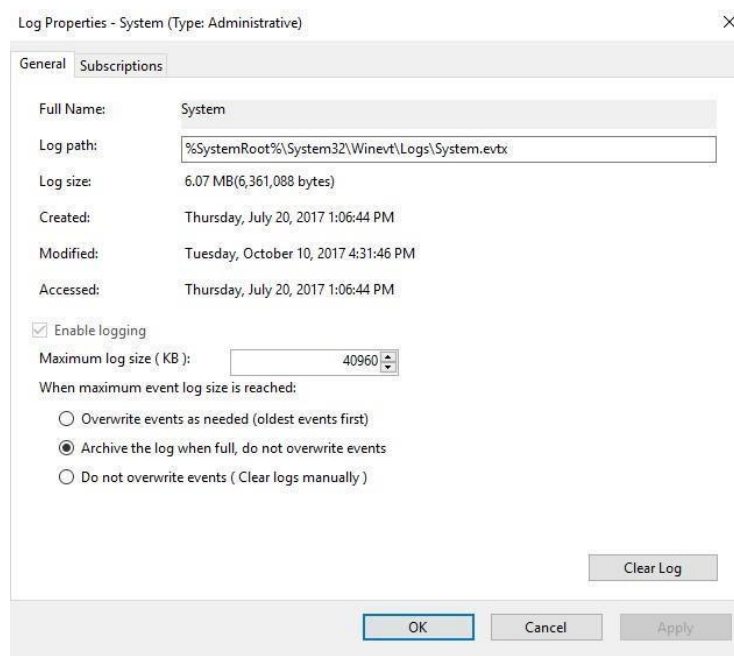 Log Properties - System (Type: Administrative)
General Subscriptions
Full Name: System
Log path: %SystemRoot%\System32\Winevt\Logs\System.evtx
Log size: 6.07 MB(6,361,088 bytes)
Created: Thursday, July 20, 2017 1:06:44 PM
Modified: Tuesday, October 10, 2017 4:31:46 PM
Accessed: Thursday, July 20, 2017 1:06:44 PM
Enable logging
Maximum log size ( KB ): 40960
When maximum event log size is reached:
Overwrite events as needed (oldest events first)
Archive the log when full, do not overwrite events
Do not overwrite events ( Clear logs manually )
Clear Log
OK Cancel Apply